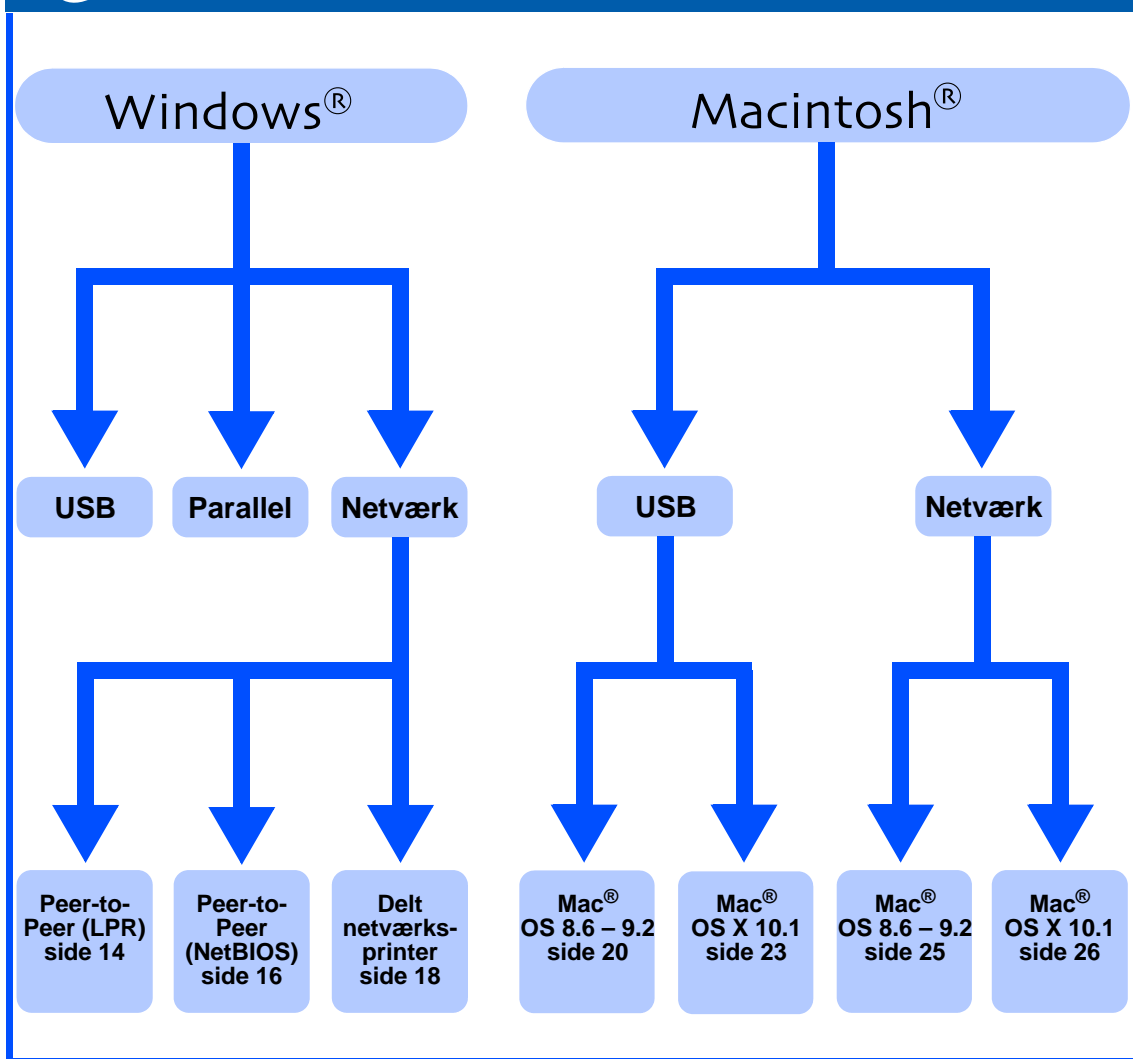 Windows®
Macintosh®
USB
Parallel
Netværk
USB
Netværk
Peer-to-
Peer (LPR)
side 14
Peer-to-
Peer
(NetBIOS)
side 16
Delt
netværks-
printer
side 18
Mac®
OS 8.6 – 9.2
side 20
Mac®
OS X 10.1
side 23
Mac®
OS 8.6 – 9.2
side 25
Mac®
OS X 10.1
side 26